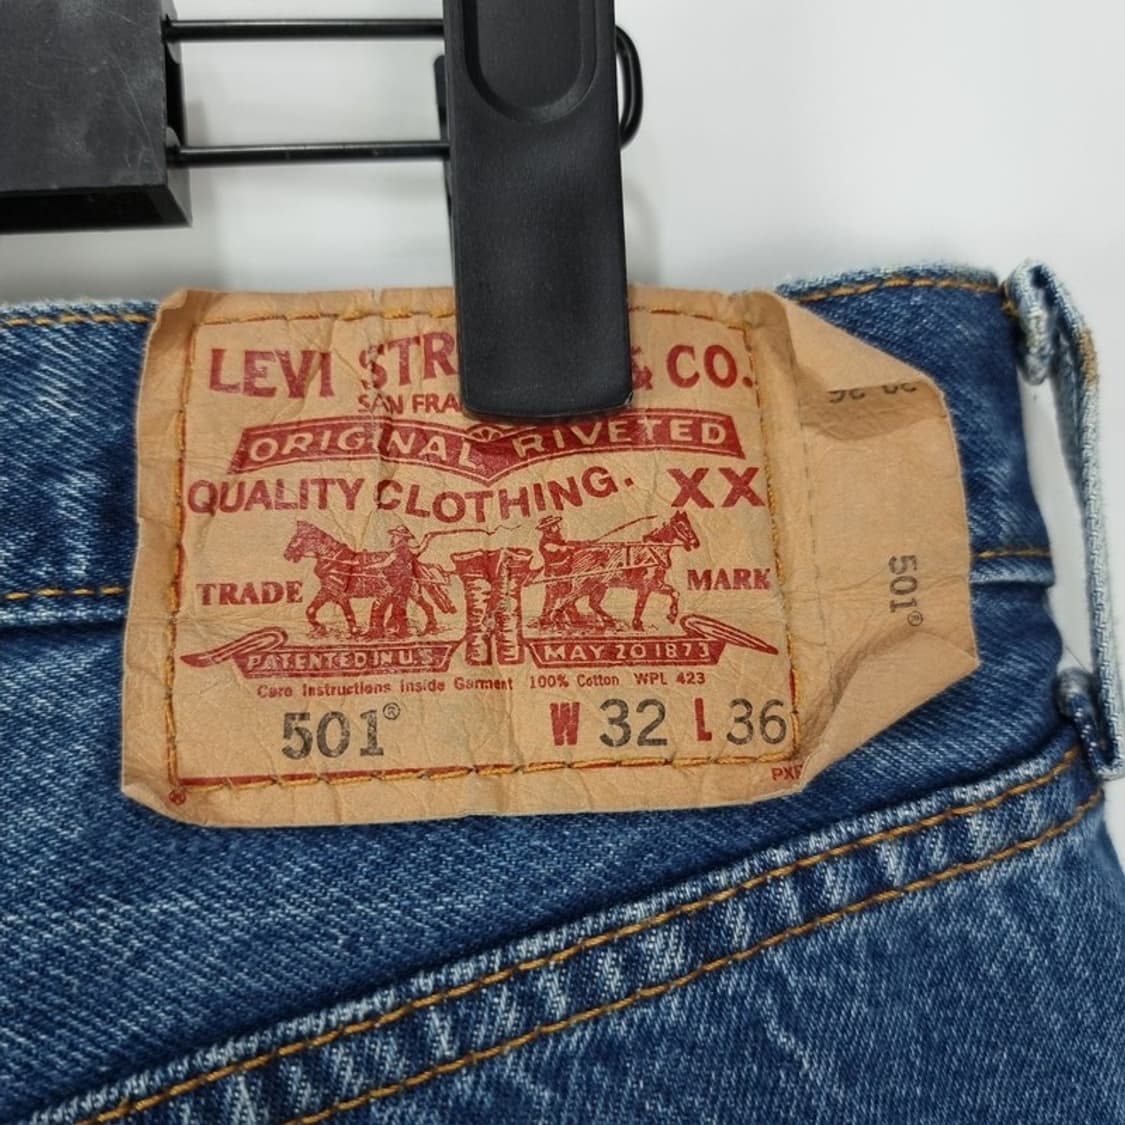 LEVI STR & CO.
SAN FRA
ORIGINAL RIVETED
QUALITY CLOTHING. XX
TRADE MARK
PATENTED IN U.S. MAY 20 1873
Care Instructions Inside Garment 100% Cotton WPL 423
501® W 32 L 36
®
501®